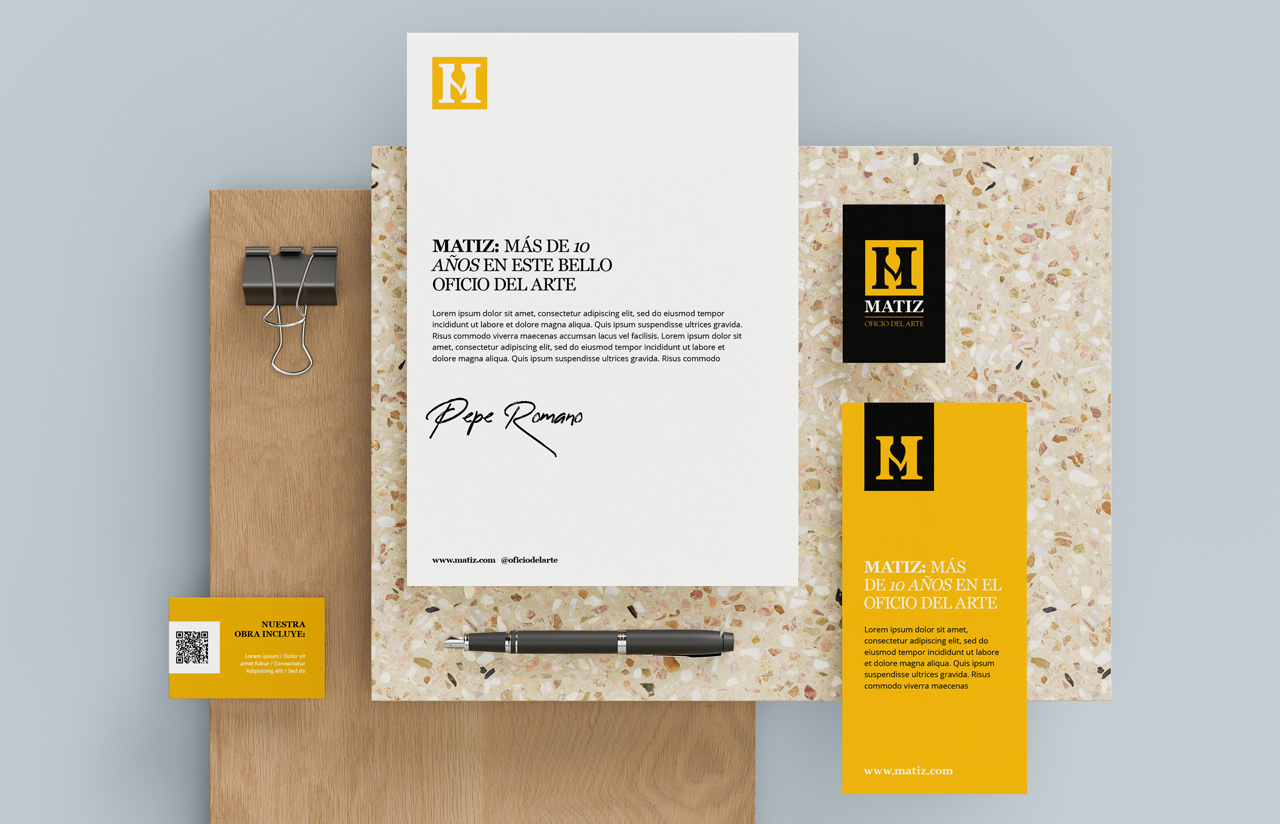 M
MATIZ: MÁS DE 10
AÑOS EN ESTE BELLO
OFICIO DEL ARTE
Lorem ipsum dolor sit amet, consectetur adipiscing elit, sed do eiusmod tempor
incididunt ut labore et dolore magna aliqua. Quis ipsum suspendisse ultrices gravida.
Risus commodo viverra maecenas accumsan lacus vel facilisis. Lorem ipsum dolor sit
amet, consectetur adipiscing elit, sed do eiusmod tempor incididunt ut labore et
dolore magna aliqua. Quis ipsum suspendisse ultrices gravida. Risus commodo
Pepe Romano
www.matiz.com @oficiodelarte
M
MATIZ
OFICIO DEL ARTE
M
MATIZ: MÁS
DE 10 AÑOS EN EL
OFICIO DEL ARTE
Lorem ipsum dolor sit amet,
consectetur adipiscing elit, sed do
eiusmod tempor incididunt ut labore
et dolore magna aliqua. Quis ipsum
suspendisse ultrices gravida. Risus
commodo viverra maecenas
www.matiz.com
NUESTRA
OBRA INCLUYE:
Lorem ipsum / Dolor sit
amet fubur / Consectetur
Adipisicing elit / Sed do